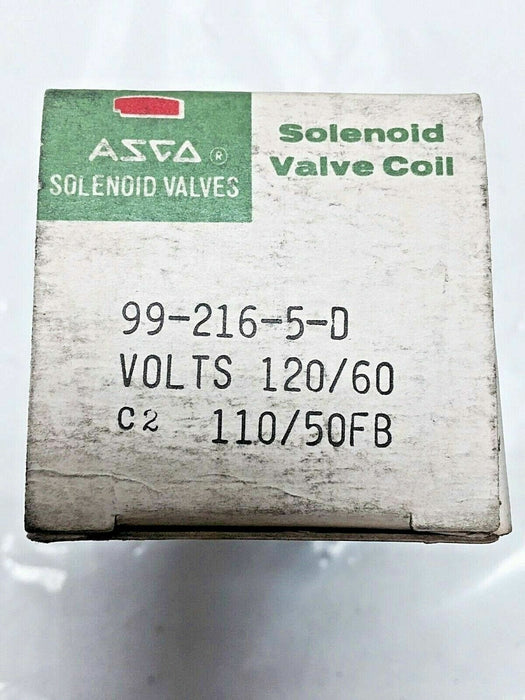 ASCO ®
SOLENOID VALVES
Solenoid
Valve Coil
99-216-5-D
VOLTS 120/60
C2 110/50FB